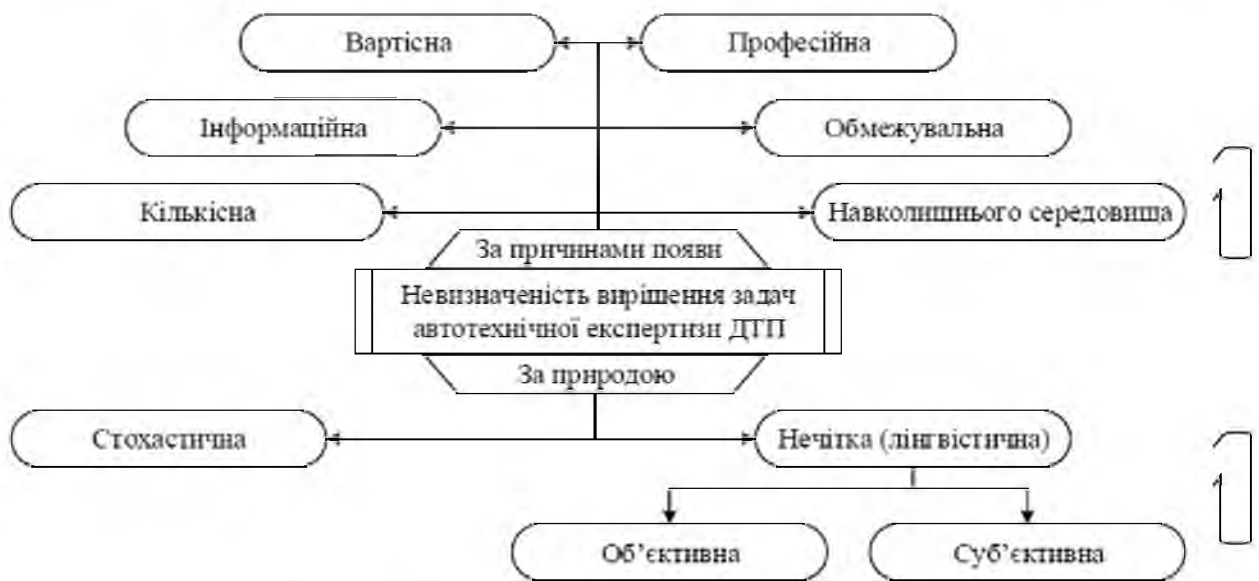 Вартісна
Професійна
Інформаційна
Обмежувальна
Кількісна
Навколишнього середовища
За причинами появи
Невизначеність вирішення задач
автотехнічної експертизи ДТП
За природою
Стохастична
Нечітка (лінгвістична)
Об’єктивна
Суб’єктивна